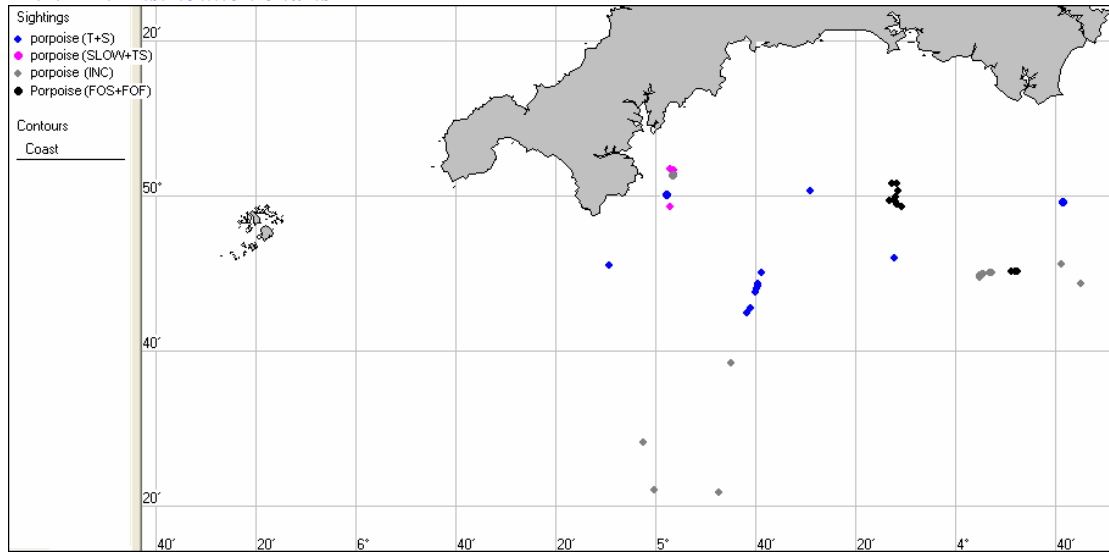 Sightings
porpoise (T+S)
porpoise (SLOW+TS)
porpoise (INC)
Porpoise (FOS+FOF)
Contours
Coast
20'
50°
40'
20'
40' 20' 6° 40' 20' 5° 40' 20' 4° 40'